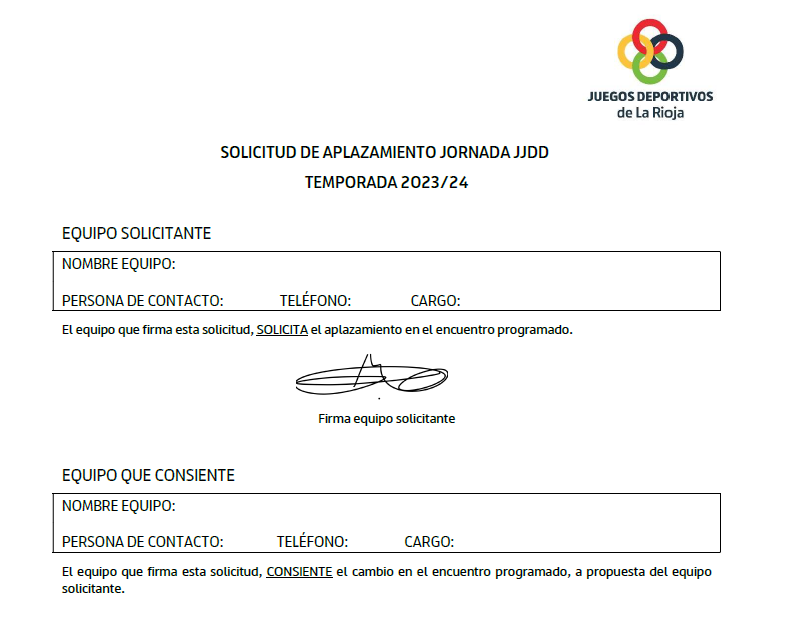 JUEGOS DEPORTIVOS
de La Rioja
SOLICITUD DE APLAZAMIENTO JORNADA JJDD
TEMPORADA 2023/24
EQUIPO SOLICITANTE
NOMBRE EQUIPO:
PERSONA DE CONTACTO: TELÉFONO: CARGO:
El equipo que firma esta solicitud, SOLICITA el aplazamiento en el encuentro programado.
Firma equipo solicitante
EQUIPO QUE CONSIENTE
NOMBRE EQUIPO:
PERSONA DE CONTACTO: TELÉFONO: CARGO:
El equipo que firma esta solicitud, CONSIENTE el cambio en el encuentro programado, a propuesta del equipo
solicitante.